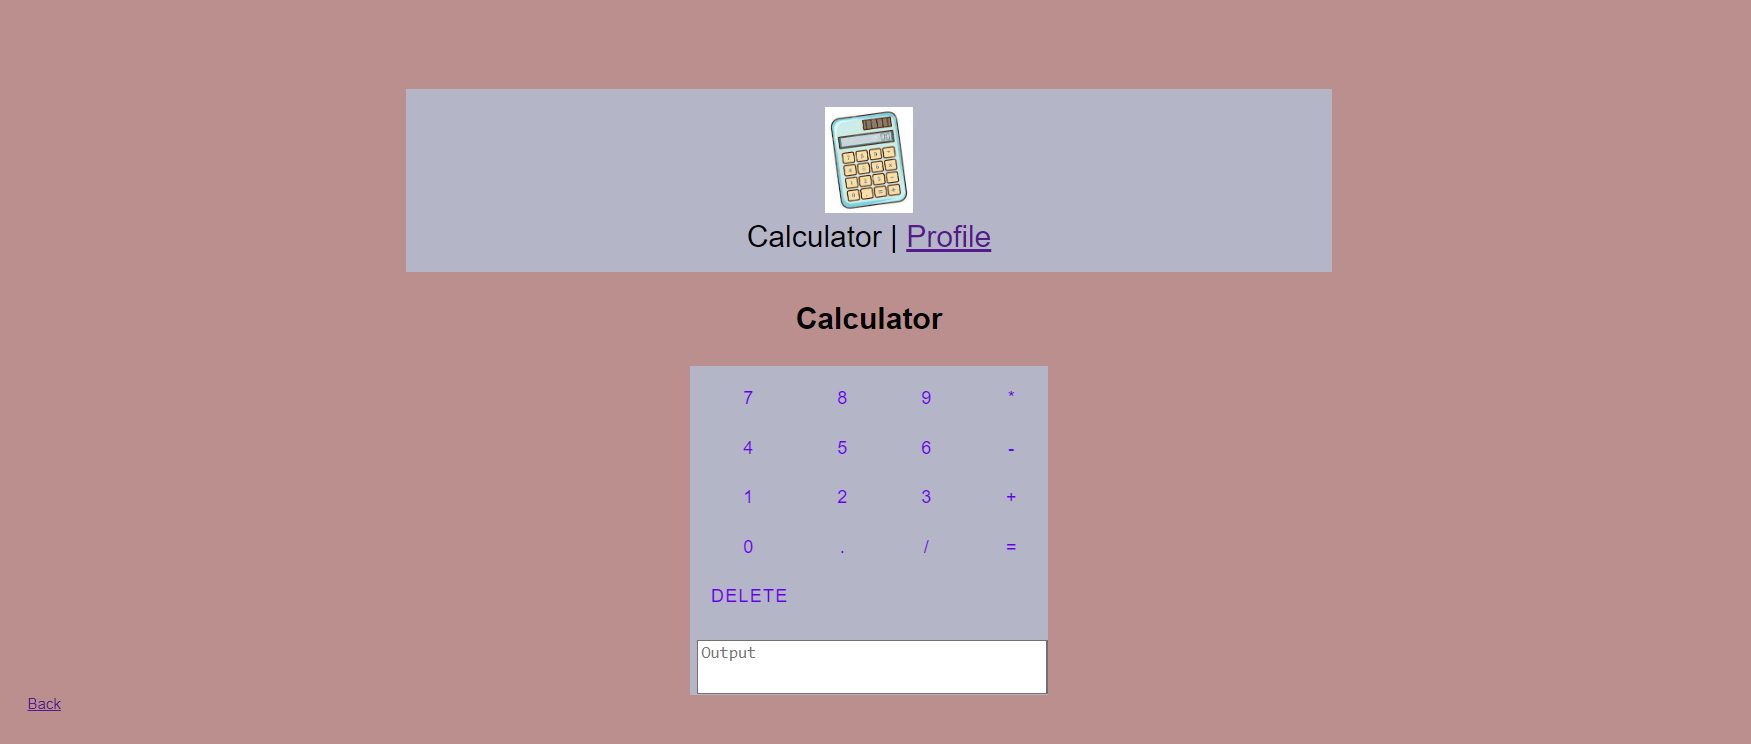 Calculator | Profile
Calculator
7 8 9 *
4 5 6 -
1 2 3 +
0 . / =
DELETE
Output
Back